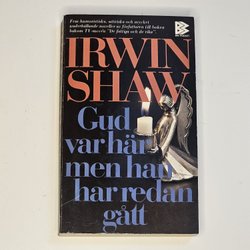 Fem humoristiska, nitiska och mycket
underhållande noveller av författaren till boken
bakom TV-succén "De fattiga och de rika".
IRWIN
SHAW
Gud
var här
men han
har redan
gått